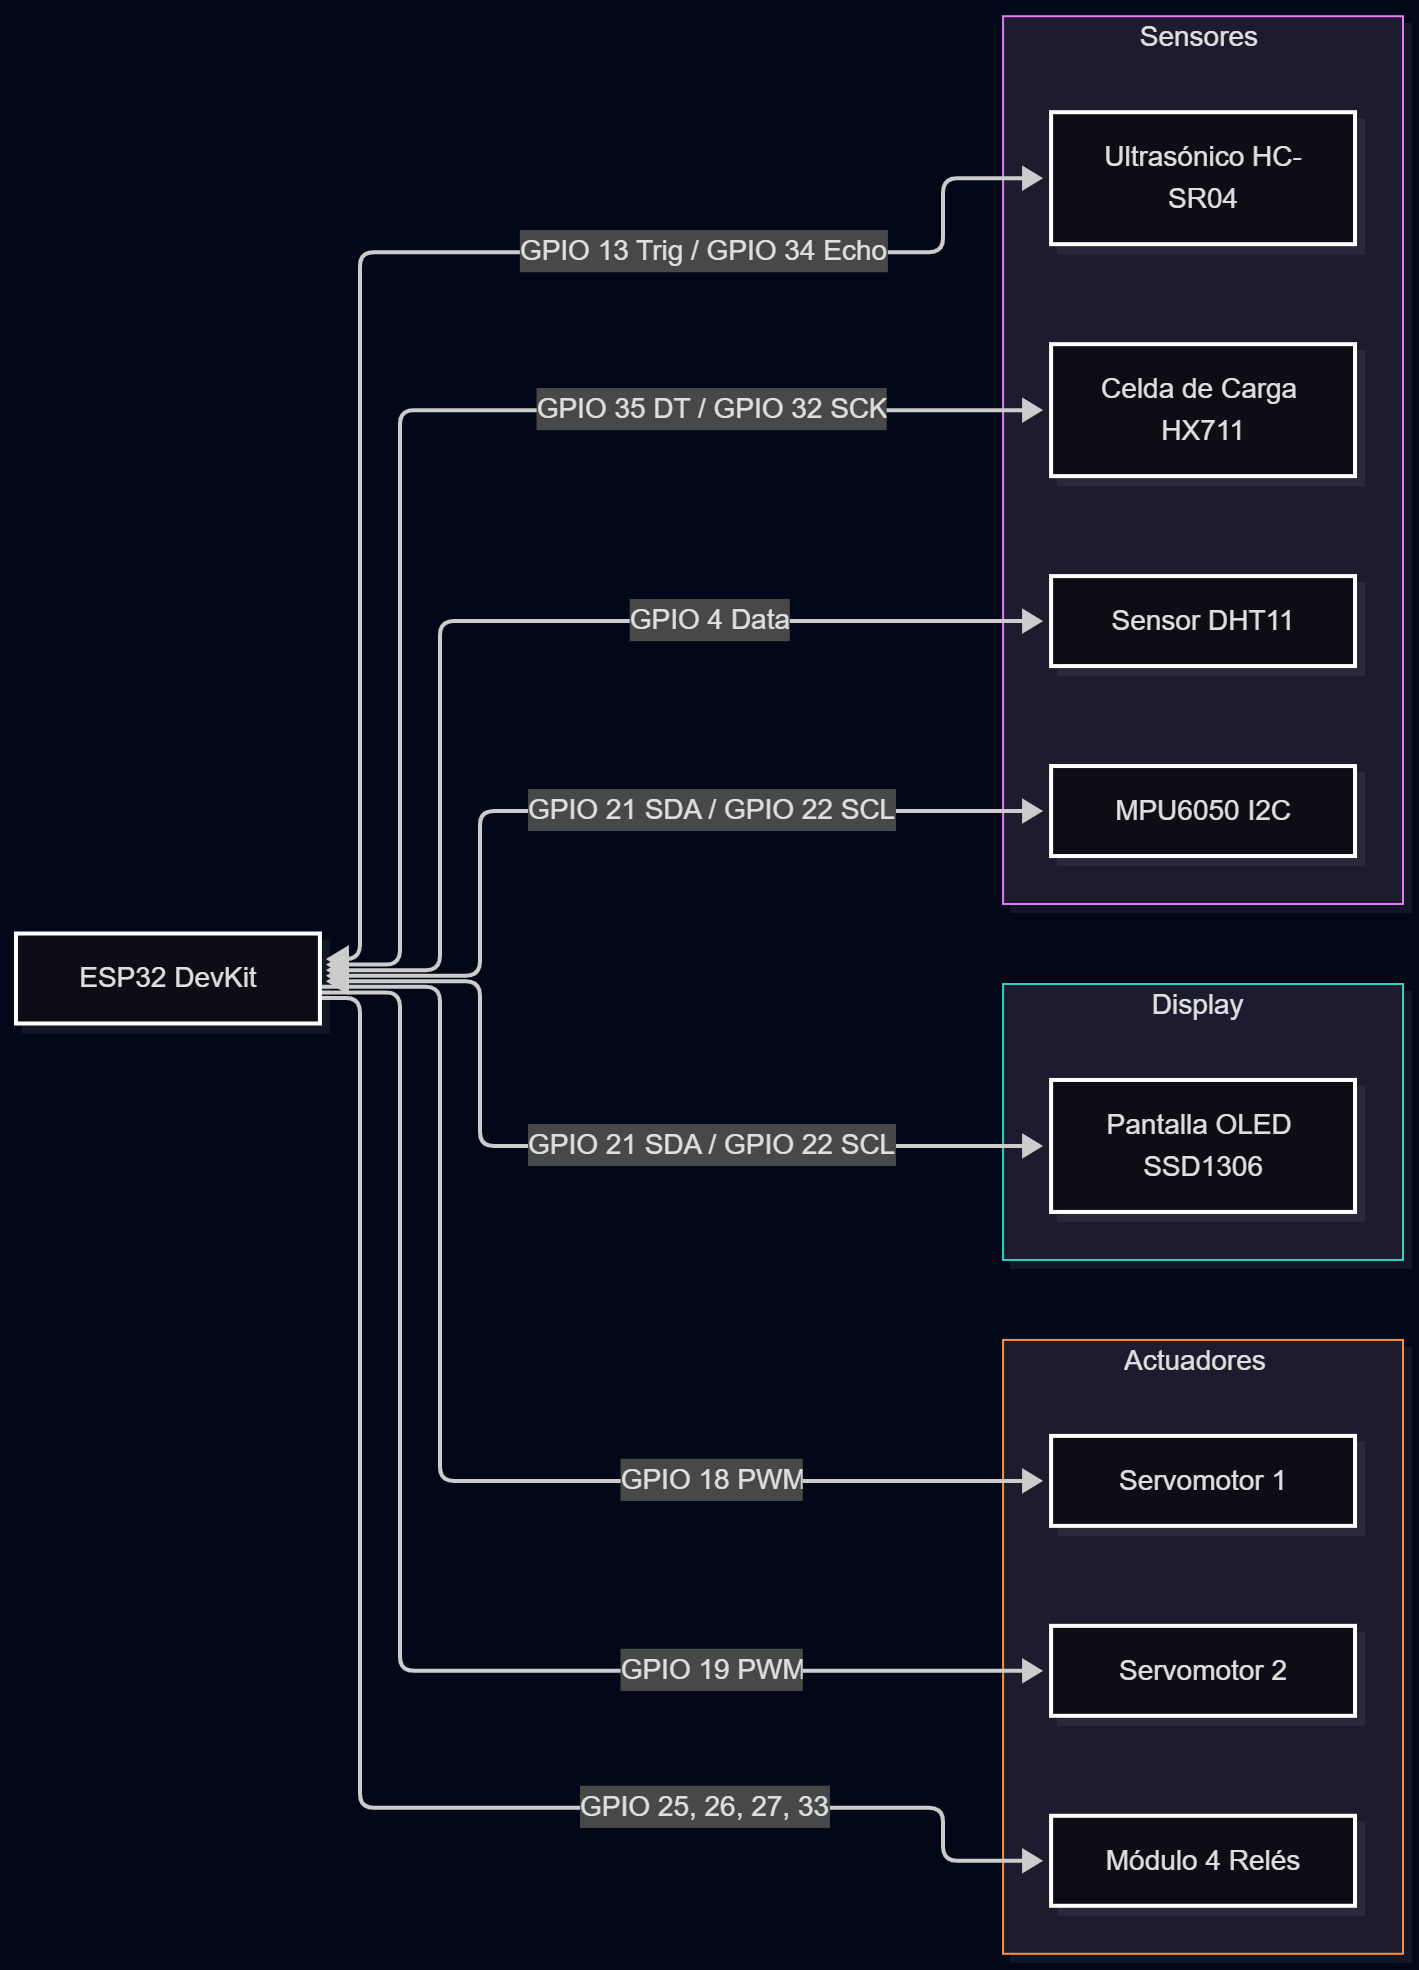 Sensores
Ultrasónico HC-
SR04
GPIO 13 Trig / GPIO 34 Echo
Celda de Carga
HX711
GPIO 35 DT / GPIO 32 SCK
Sensor DHT11
GPIO 4 Data
MPU6050 I2C
GPIO 21 SDA / GPIO 22 SCL
ESP32 DevKit
Display
Pantalla OLED
SSD1306
GPIO 21 SDA / GPIO 22 SCL
Actuadores
Servomotor 1
GPIO 18 PWM
Servomotor 2
GPIO 19 PWM
GPIO 25, 26, 27, 33
Módulo 4 Relés